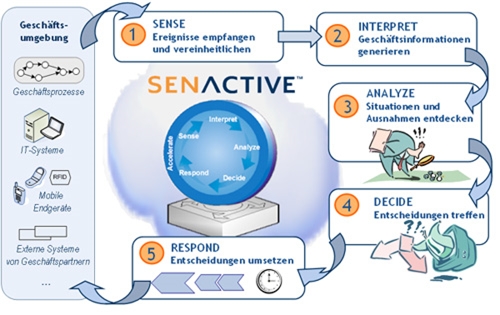 Geschäfts-
umgebung
Geschäftsprozesse
IT-Systeme
RFID
Mobile
Endgeräte
Externe Systeme
von Geschäftspartnern
...
1 SENSE
Ereignisse empfangen
und vereinheitlichen
2 INTERPRET
Geschäftsinformationen
generieren
3 ANALYZE
Situationen und
Ausnahmen entdecken
4 DECIDE
Entscheidungen treffen
?!
5 RESPOND
Entscheidungen umsetzen
SENACTIVE™
Interpret
Sense
Analyze
Accelerate
Respond
Decide